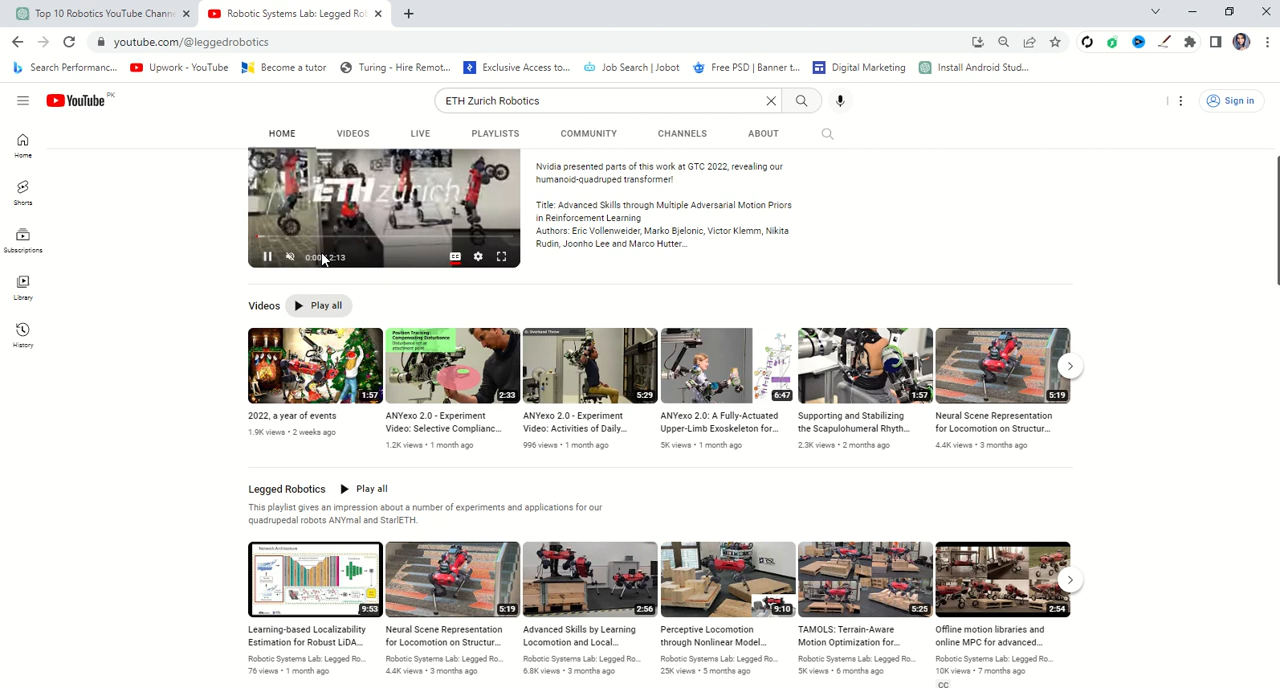 Top 10 Robotics YouTube Chann
Robotic Systems Lab: Legged Ro
youtube.com/@leggedrobotics
Search Performanc...
Upwork - YouTube
Become a tutor
Turing - Hire Remot...
Exclusive Access to...
Job Search | Jobot
Free PSD | Banner t...
Digital Marketing
Install Android Stud...
YouTube PK
ETH Zurich Robotics
Sign in
HOME
VIDEOS
LIVE
PLAYLISTS
COMMUNITY
CHANNELS
ABOUT
Home
Shorts
Subscriptions
Library
History
ETH zürich
2:13
Nvidia presented parts of this work at GTC 2022, revealing our
humanoid-quadruped transformer!
Title: Advanced Skills through Multiple Adversarial Motion Priors
in Reinforcement Learning
Authors: Eric Vollenweider, Marko Bjelonic, Victor Klemm, Nikita
Rudin, Joonho Lee and Marco Hutter...
Videos
Play all
1:57
2:33
5:29
6:47
1:57
5:19
2022, a year of events
1.9K views • 2 weeks ago
ANYexo 2.0 - Experiment
Video: Selective Complianc...
1.2K views • 1 month ago
ANYexo 2.0 - Experiment
Video: Activities of Daily...
996 views • 1 month ago
ANYexo 2.0: A Fully-Actuated
Upper-Limb Exoskeleton for...
5K views • 1 month ago
Supporting and Stabilizing
the Scapulohumeral Rhyth...
2.3K views • 2 months ago
Neural Scene Representation
for Locomotion on Structur...
4.4K views • 3 months ago
Legged Robotics
Play all
This playlist gives an impression about a number of experiments and applications for our
quadrupedal robots ANYmal and StarlETH.
9:53
5:19
2:56
9:10
5:25
2:54
Learning-based Localizability
Estimation for Robust LiDA...
Robotic Systems Lab: Legged Ro...
76 views • 1 month ago
Neural Scene Representation
for Locomotion on Structur...
Robotic Systems Lab: Legged Ro...
4.4K views • 3 months ago
Advanced Skills by Learning
Locomotion and Local...
Robotic Systems Lab: Legged Ro...
6.8K views • 3 months ago
Perceptive Locomotion
through Nonlinear Model...
Robotic Systems Lab: Legged Ro...
25K views • 5 months ago
TAMOLS: Terrain-Aware
Motion Optimization for...
Robotic Systems Lab: Legged Ro...
5K views • 6 months ago
Offline motion libraries and
online MPC for advanced...
Robotic Systems Lab: Legged Ro...
10K views • 7 months ago
CC